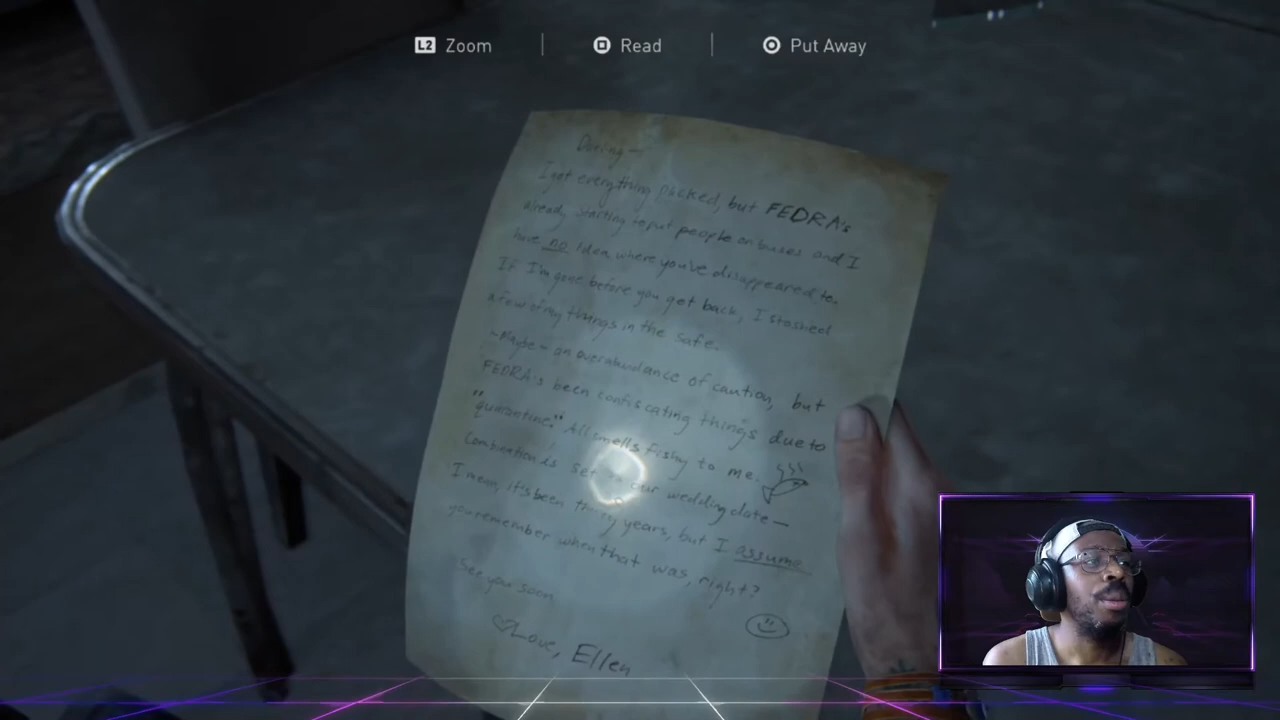 L2 Zoom | Read | Put Away
Darling-
I got everything packed, but FEDRA's
already starting to put people on buses and I
have no idea where you've disappeared to.
If I'm gone before you get back, I stashed
a few of my things in the safe.
-Maybe- an overabundance of caution, but
FEDRA's been confiscating things due to
"quarantine." All smells fishy to me.
Combination is set to our wedding date-
I mean, it's been thirty years, but I assume
you remember when that was, right?
See you soon
Love, Ellen